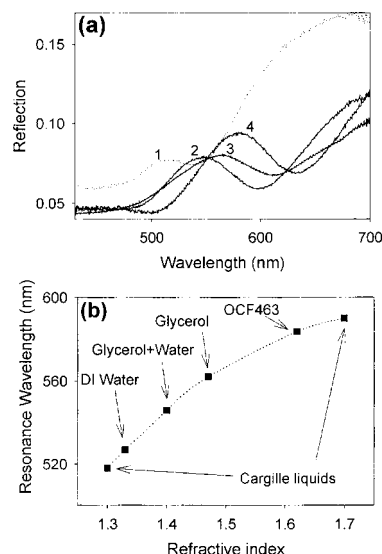 (a)
0.15
0.10
0.05
Reflection
1
2
3
4
500
600
700
Wavelength (nm)
(b)
600
560
520
Resonance Wavelength (nm)
OCF463
Glycerol
Glycerol+Water
DI Water
Cargille liquids
1.3
1.4
1.5
1.6
1.7
Refractive index